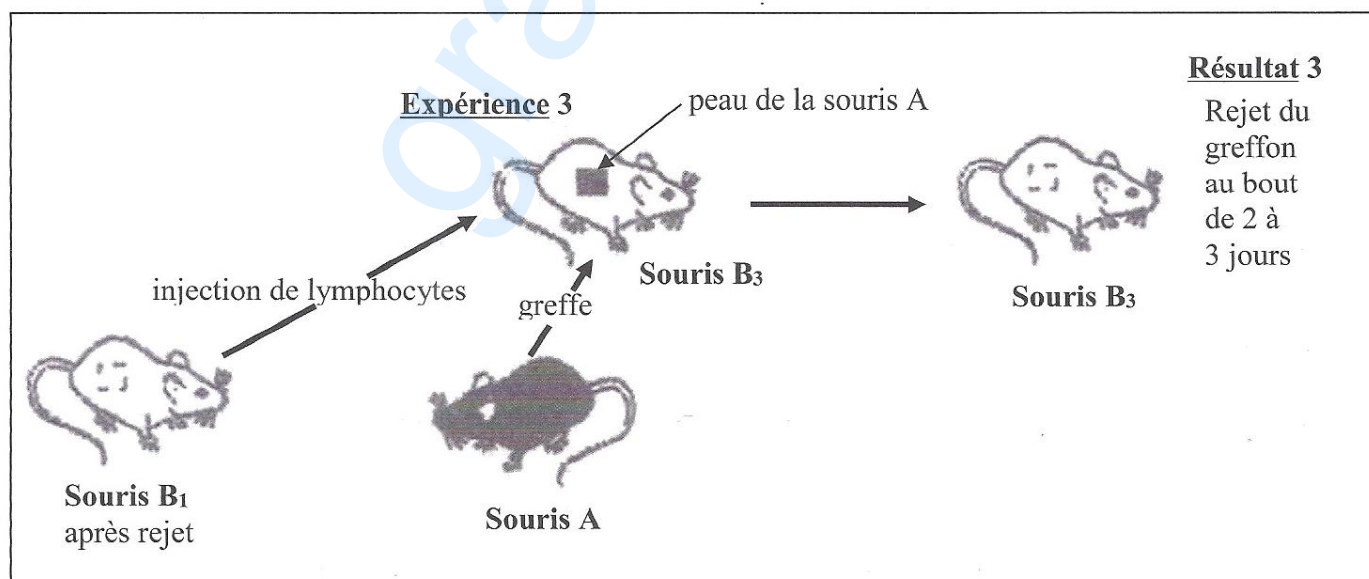 Expérience 3
peau de la souris A
Résultat 3
Rejet du
greffon
au bout
de 2 à
3 jours
Souris B₃
Souris B₃
injection de lymphocytes
greffe
Souris B₁
après rejet
Souris A